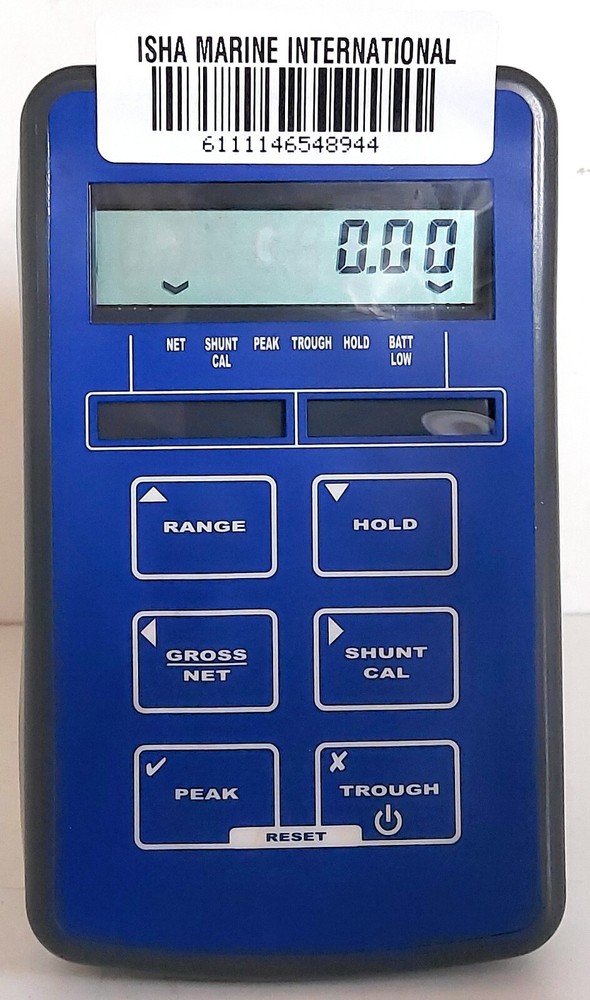 ISHA MARINE INTERNATIONAL
6111146548944
0.00
NET SHUNT CAL PEAK TROUGH HOLD BATT LOW
RANGE
HOLD
GROSS
NET
SHUNT
CAL
PEAK
TROUGH
RESET